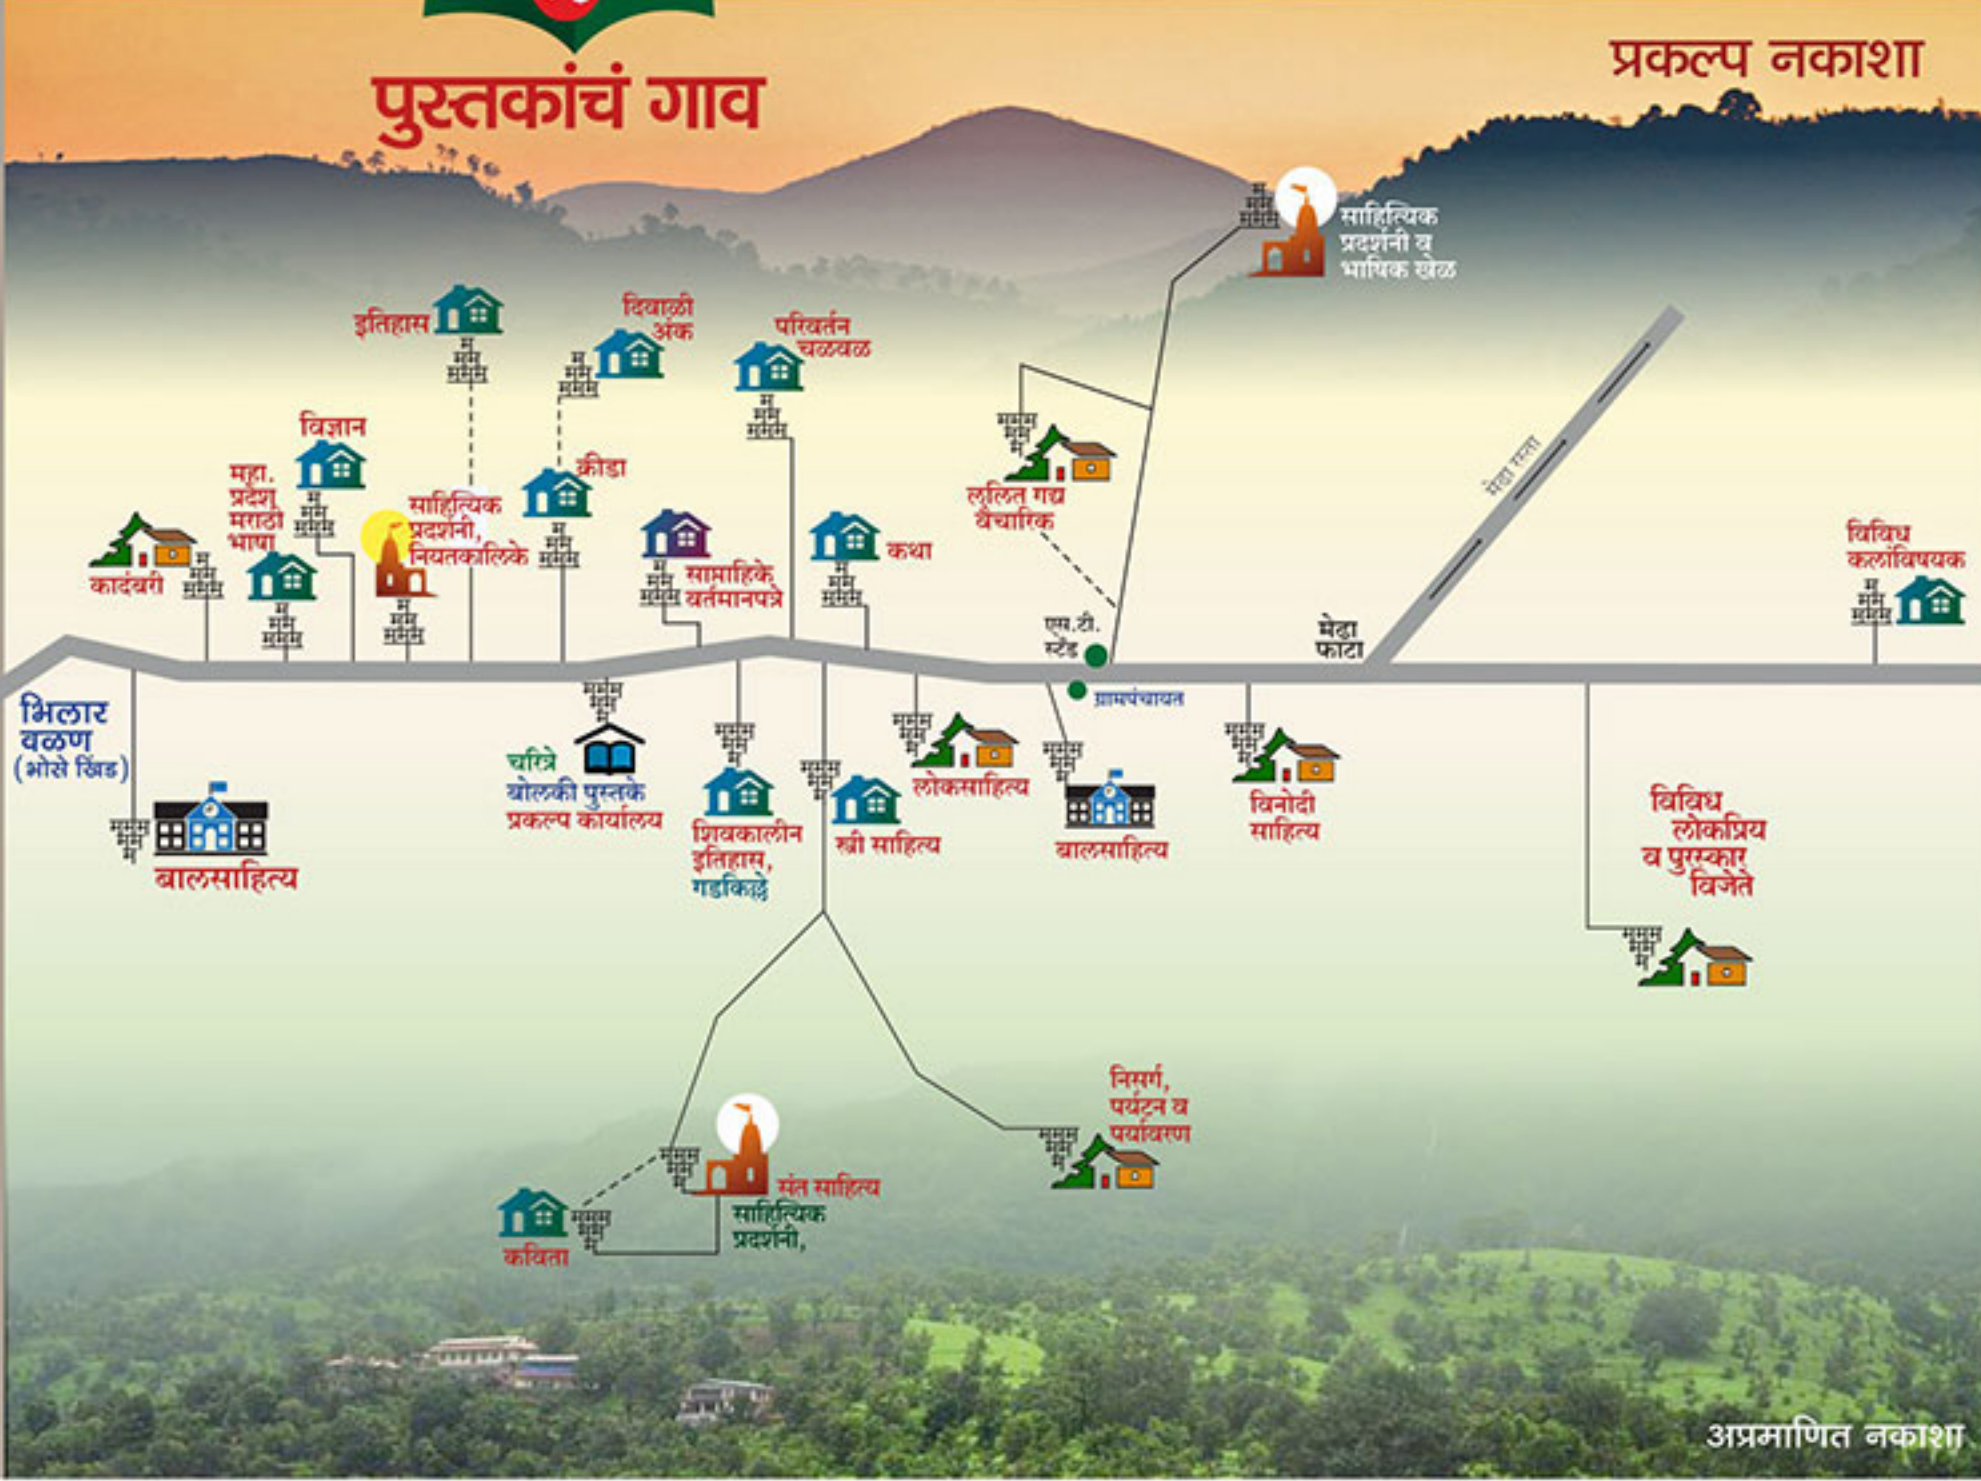 पुस्तकांचं गाव
प्रकल्प नकाशा
साहित्यिक
प्रदर्शनी व
भाषिक खेळ
इतिहास
दिवाळी
अंक
परिवर्तन
चळवळ
विज्ञान
महा.
प्रदेश
मराठी
भाषा
साहित्यिक
प्रदर्शनी,
नियतकालिके
क्रीडा
कादंबरी
साप्ताहिके
वर्तमानपत्रे
कथा
ललित गद्य
वैचारिक
मेढा रस्ता
विविध
कलांविषयक
एस.टी.
स्टँड
मेढा
फाटा
ग्रामपंचायत
भिलार
वळण
(भोसे खिंड)
बालसाहित्य
चरित्रे
बोलकी पुस्तके
प्रकल्प कार्यालय
शिवकालीन
इतिहास,
गडकिल्ले
स्त्री साहित्य
लोकसाहित्य
बालसाहित्य
विनोदी
साहित्य
विविध
लोकप्रिय
व पुरस्कार
विजेते
निसर्ग,
पर्यटन व
पर्यावरण
संत साहित्य
साहित्यिक
प्रदर्शनी,
कविता
अप्रमाणित नकाशा